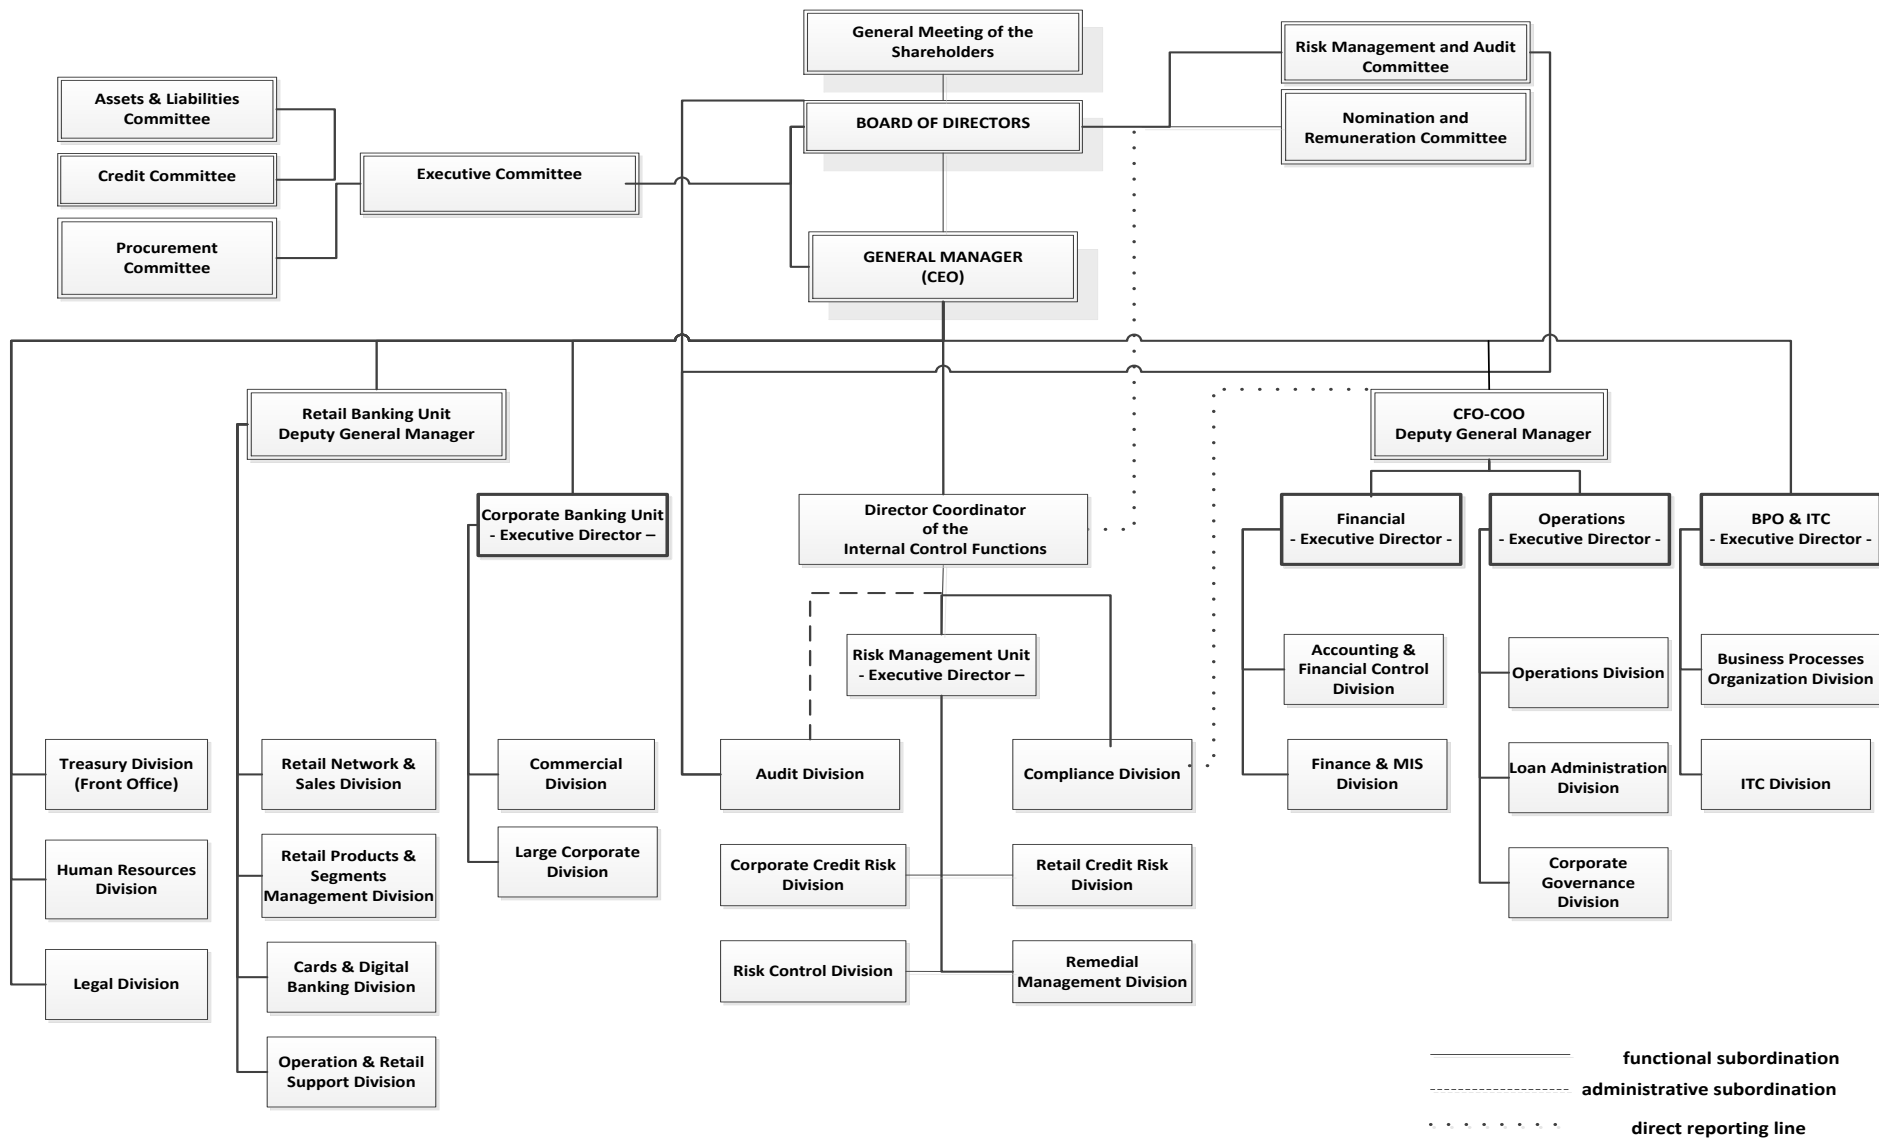 General Meeting of the
Shareholders
Risk Management and Audit
Committee
Assets & Liabilities
Committee
BOARD OF DIRECTORS
Nomination and
Remuneration Committee
Credit Committee
Executive Committee
Procurement
Committee
GENERAL MANAGER
(CEO)
Retail Banking Unit
Deputy General Manager
CFO-COO
Deputy General Manager
Corporate Banking Unit
- Executive Director –
Director Coordinator
of the
Internal Control Functions
Financial
- Executive Director -
Operations
- Executive Director -
BPO & ITC
- Executive Director -
Risk Management Unit
- Executive Director –
Accounting &
Financial Control
Division
Operations Division
Business Processes
Organization Division
Treasury Division
(Front Office)
Retail Network &
Sales Division
Commercial
Division
Audit Division
Compliance Division
Finance & MIS
Division
Loan Administration
Division
ITC Division
Human Resources
Division
Retail Products &
Segments
Management Division
Large Corporate
Division
Corporate Credit Risk
Division
Retail Credit Risk
Division
Corporate
Governance
Division
Legal Division
Cards & Digital
Banking Division
Risk Control Division
Remedial
Management Division
Operation & Retail
Support Division
functional subordination
administrative subordination
direct reporting line